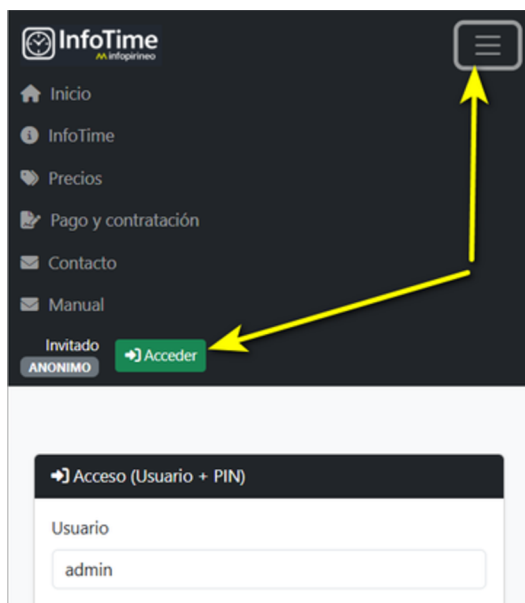 InfoTime
infopirineo
Inicio
InfoTime
Precios
Pago y contratación
Contacto
Manual
Invitado
ANONIMO
Acceder
Acceso (Usuario + PIN)
Usuario
admin